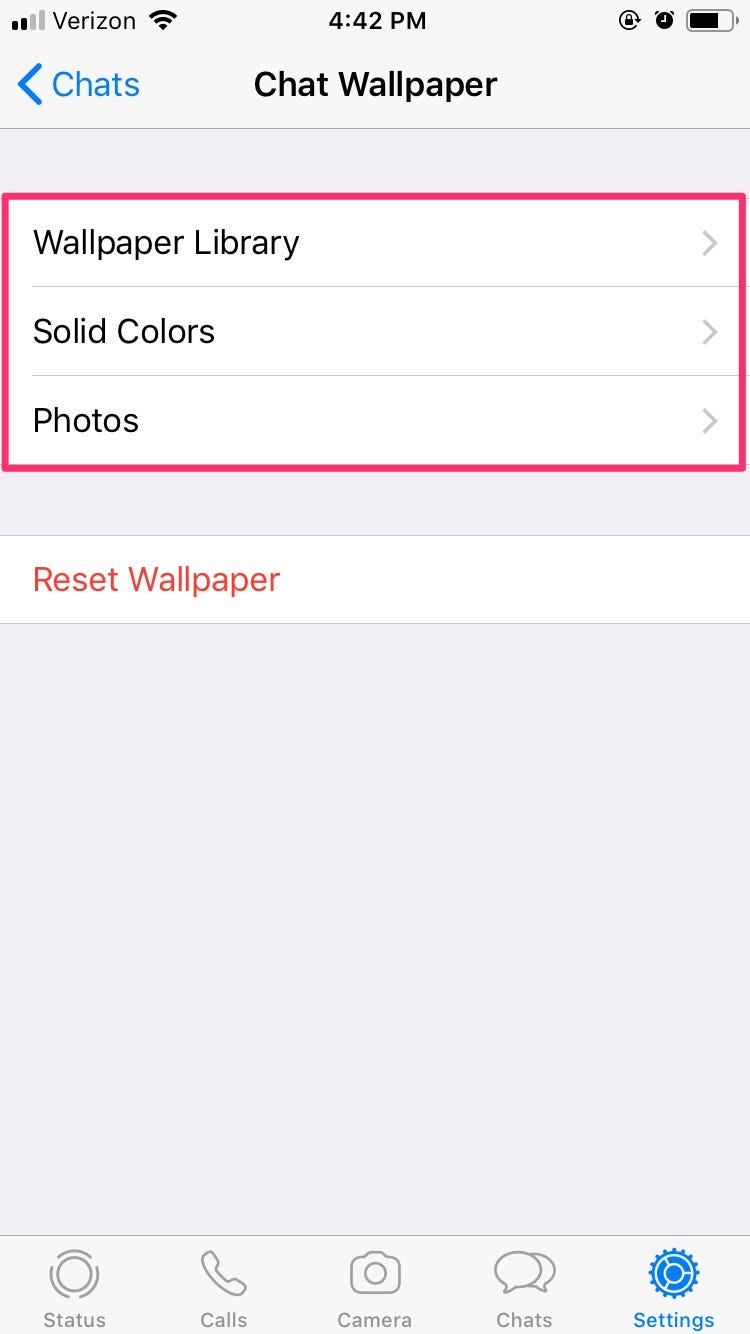 Verizon 4:42 PM
Chats Chat Wallpaper
Wallpaper Library
Solid Colors
Photos
Reset Wallpaper
Status Calls Camera Chats Settings